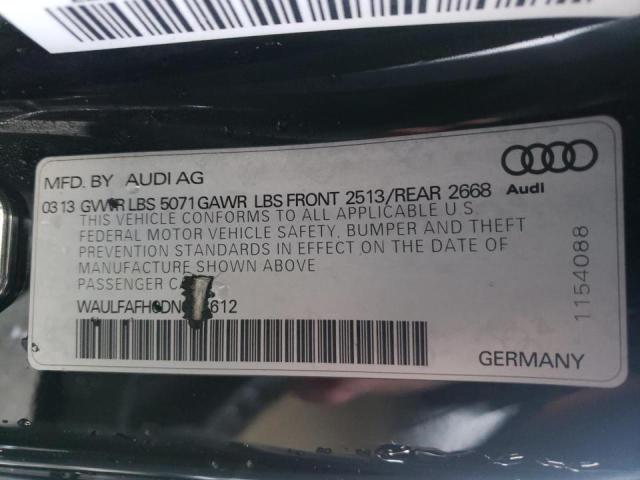 MFD. BY AUDI AG
03 13 GVWR LBS 5071 GAWR LBS FRONT 2513/REAR 2668
Audi
THIS VEHICLE CONFORMS TO ALL APPLICABLE U.S.
FEDERAL MOTOR VEHICLE SAFETY, BUMPER AND THEFT
PREVENTION STANDARDS IN EFFECT ON THE DATE OF
MANUFACTURE SHOWN ABOVE
PASSENGER
1154088
GERMANY